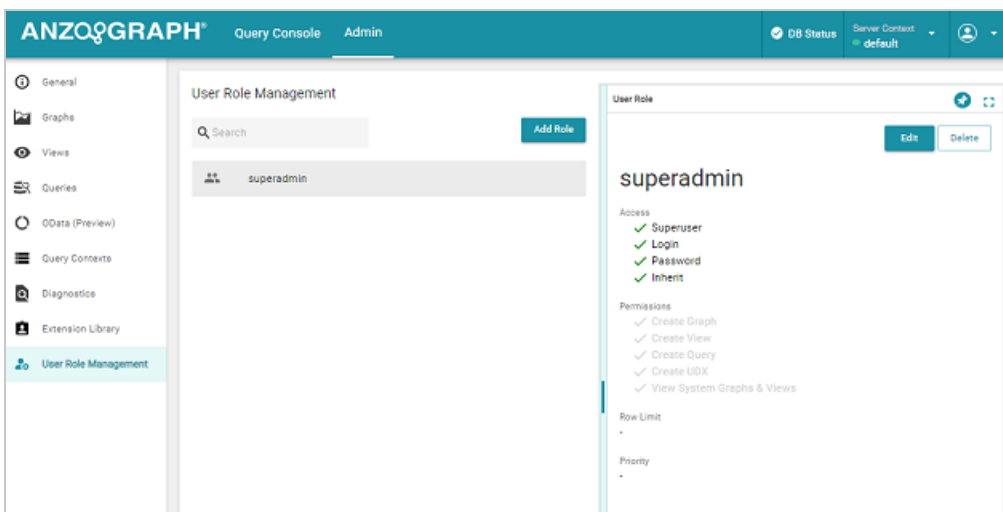 ANZOGRAPH®
Query Console
Admin
DB Status
Server Context
default
General
Graphs
Views
Queries
OData (Preview)
Query Contexts
Diagnostics
Extension Library
User Role Management
User Role Management
Search
Add Role
superadmin
User Role
Edit
Delete
superadmin
Access
Superuser
Login
Password
Inherit
Permissions
Create Graph
Create View
Create Query
Create UDX
View System Graphs & Views
Row Limit
-
Priority
-